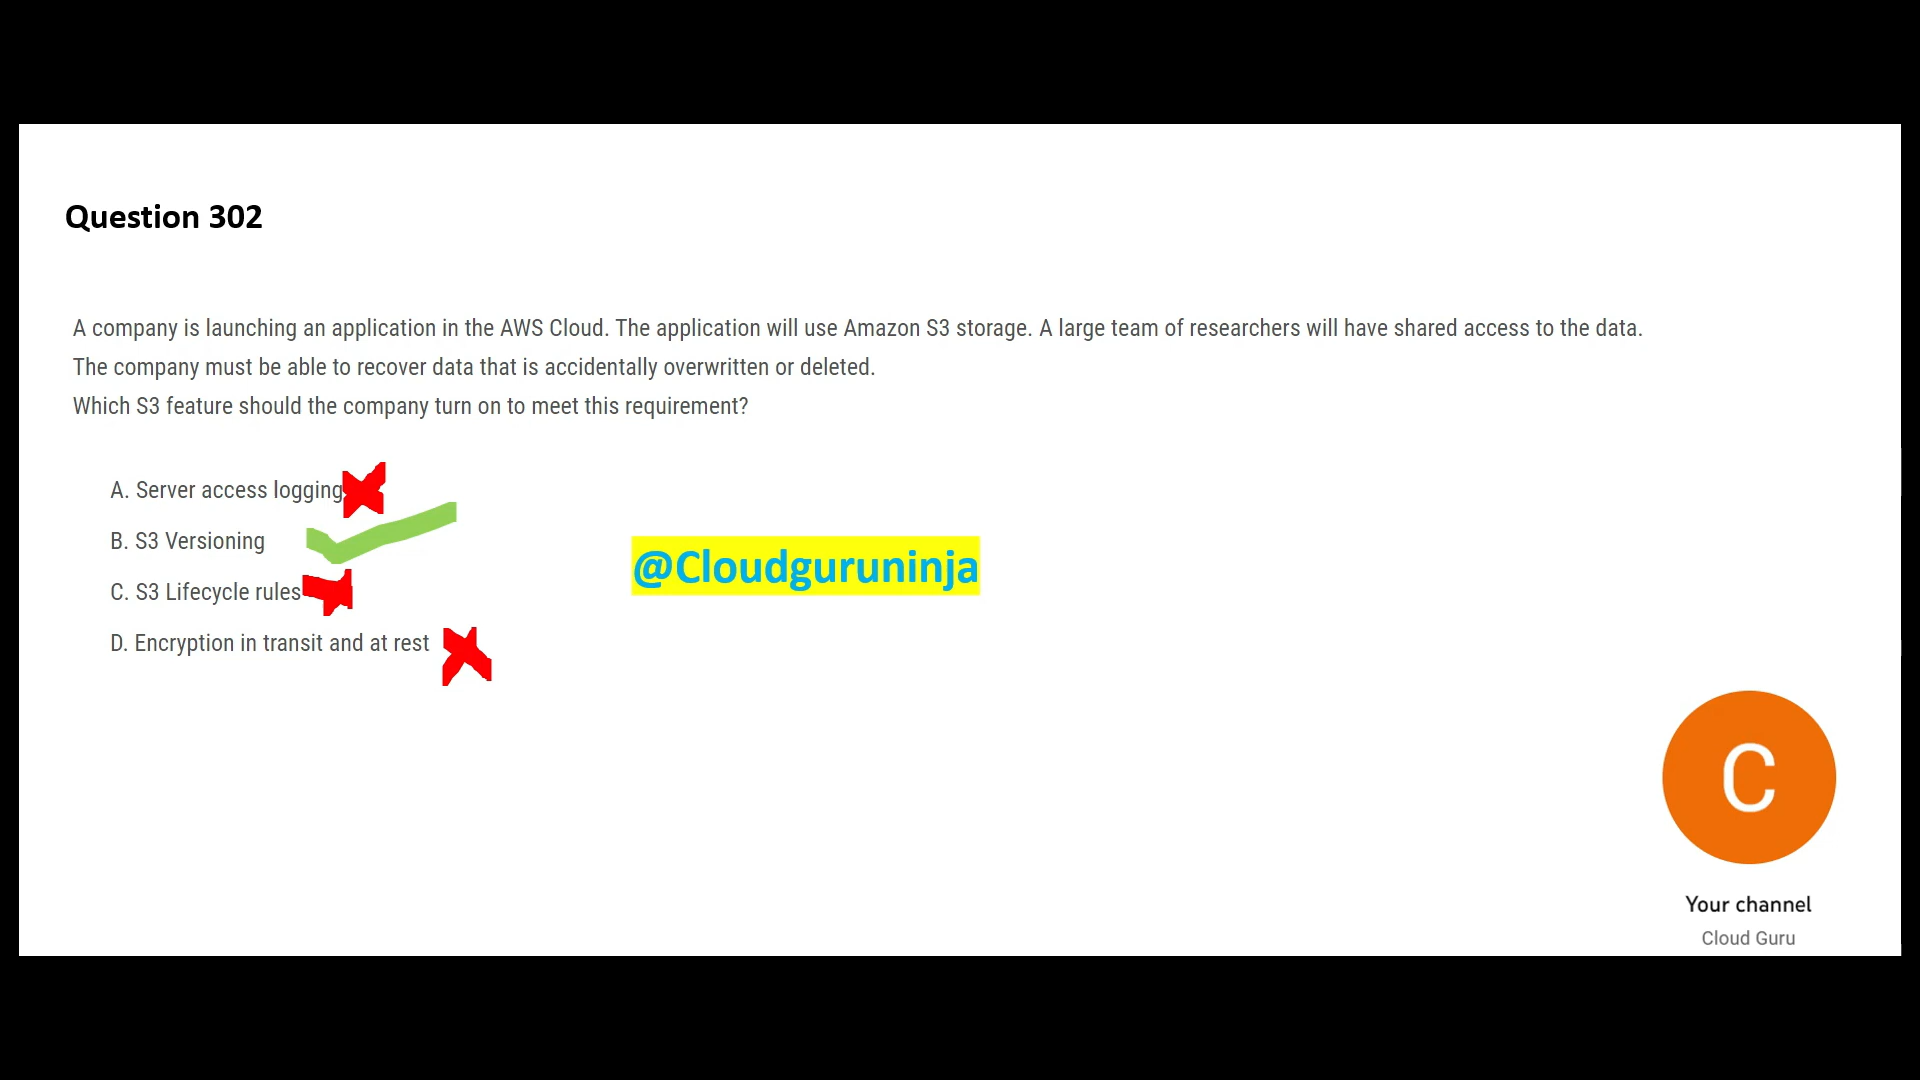 Question 302
A company is launching an application in the AWS Cloud. The application will use Amazon S3 storage. A large team of researchers will have shared access to the data.
The company must be able to recover data that is accidentally overwritten or deleted.
Which S3 feature should the company turn on to meet this requirement?
A. Server access logging
B. S3 Versioning
C. S3 Lifecycle rules
D. Encryption in transit and at rest
@Cloudguruninja
C
Your channel
Cloud Guru